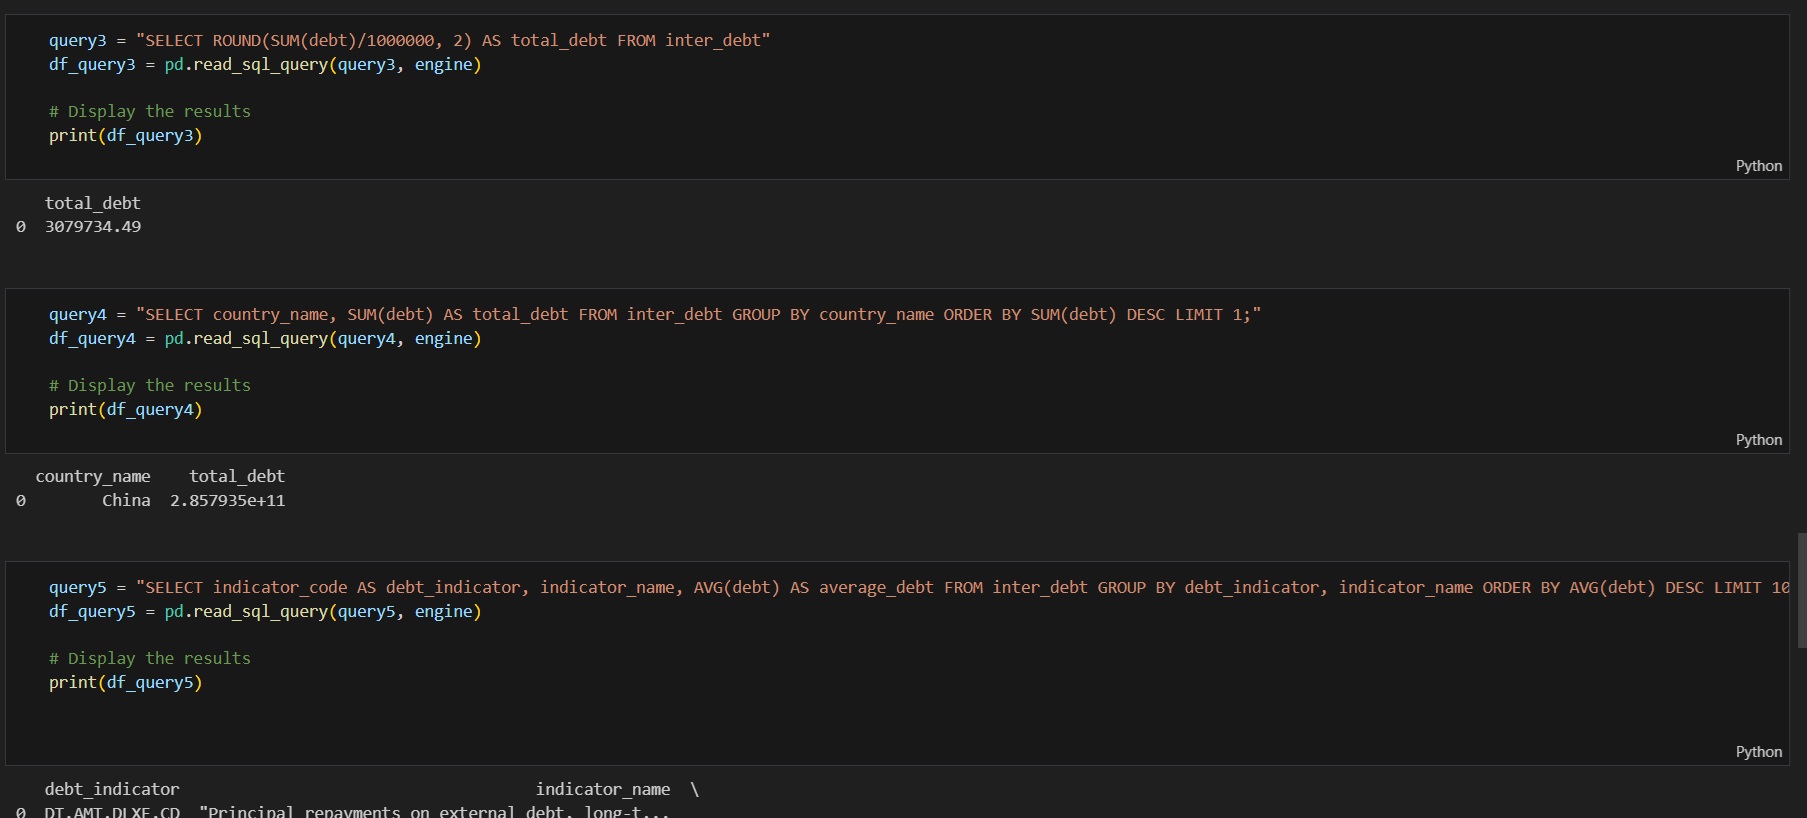 query3 = "SELECT ROUND(SUM(debt)/1000000, 2) AS total_debt FROM inter_debt"
df_query3 = pd.read_sql_query(query3, engine)
# Display the results
print(df_query3)
Python
total_debt
0 3079734.49
query4 = "SELECT country_name, SUM(debt) AS total_debt FROM inter_debt GROUP BY country_name ORDER BY SUM(debt) DESC LIMIT 1;"
df_query4 = pd.read_sql_query(query4, engine)
# Display the results
print(df_query4)
Python
country_name total_debt
0 China 2.857935e+11
query5 = "SELECT indicator_code AS debt_indicator, indicator_name, AVG(debt) AS average_debt FROM inter_debt GROUP BY debt_indicator, indicator_name ORDER BY AVG(debt) DESC LIMIT 10
df_query5 = pd.read_sql_query(query5, engine)
# Display the results
print(df_query5)
Python
debt_indicator indicator_name \
0 DT.AMT.DLXF.CD "Principal repayments on external debt, long-t...